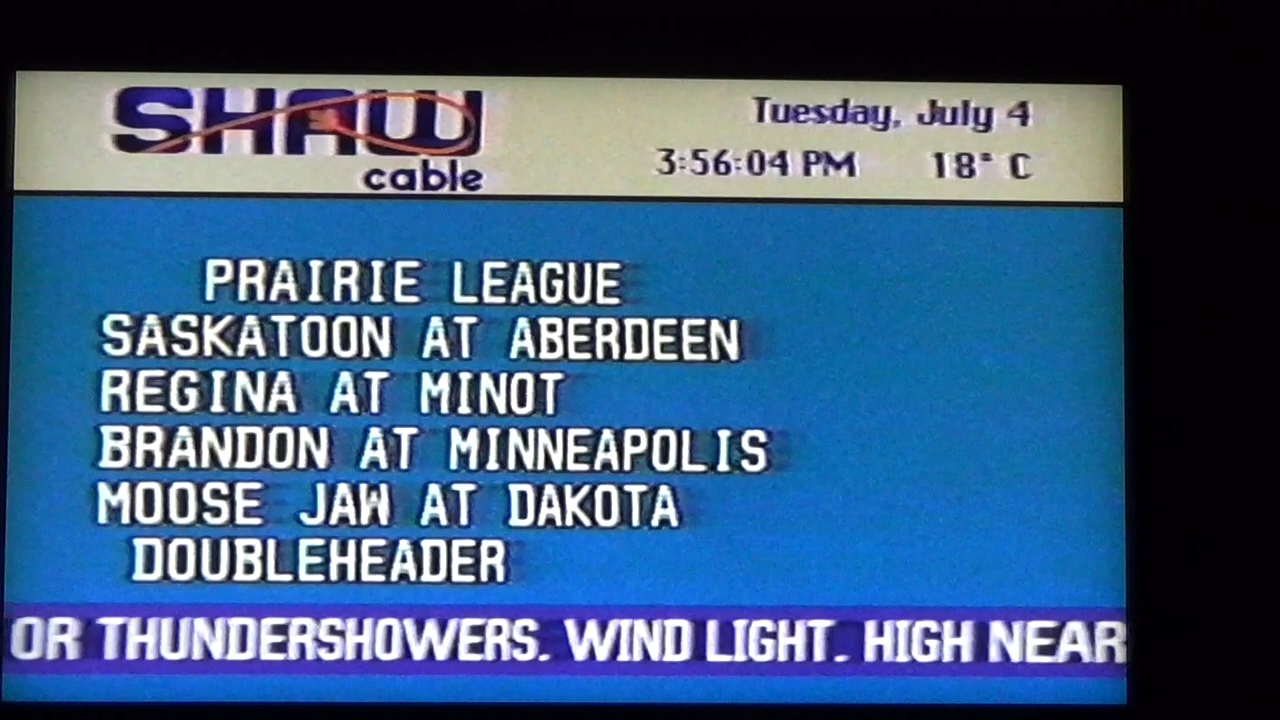 SHAW
cable
Tuesday, July 4
3:56:04 PM 18° C
PRAIRIE LEAGUE
SASKATOON AT ABERDEEN
REGINA AT MINOT
BRANDON AT MINNEAPOLIS
MOOSE JAW AT DAKOTA
DOUBLEHEADER
OR THUNDERSHOWERS. WIND LIGHT. HIGH NEAR